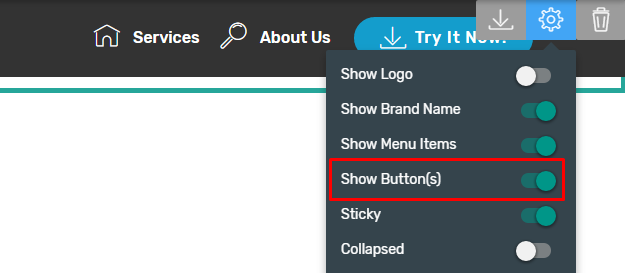 Services About Us Try It Now!
Show Logo
Show Brand Name
Show Menu Items
Show Button(s)
Sticky
Collapsed